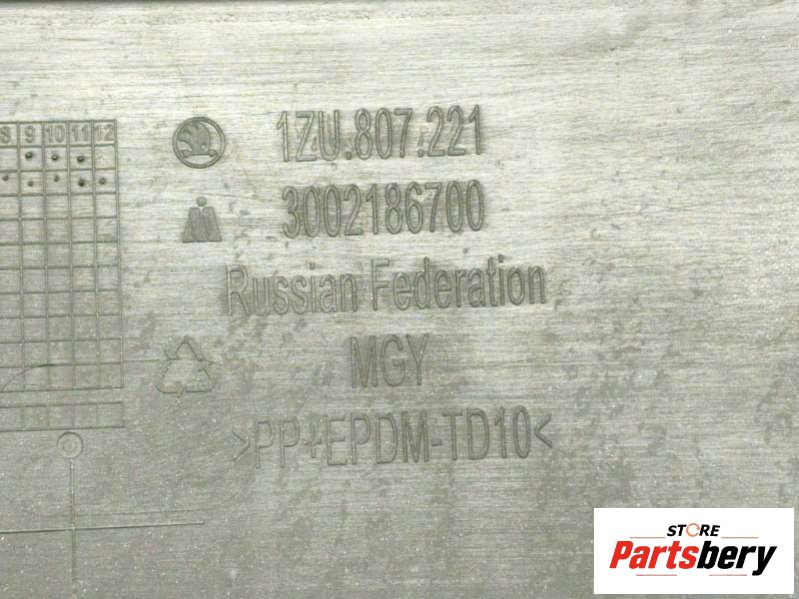 8 9 10 11 12
1ZU.807.221
3002186700
Russian Federation
MGY
>PP+EPDM-TD10<
STORE
Partsbery